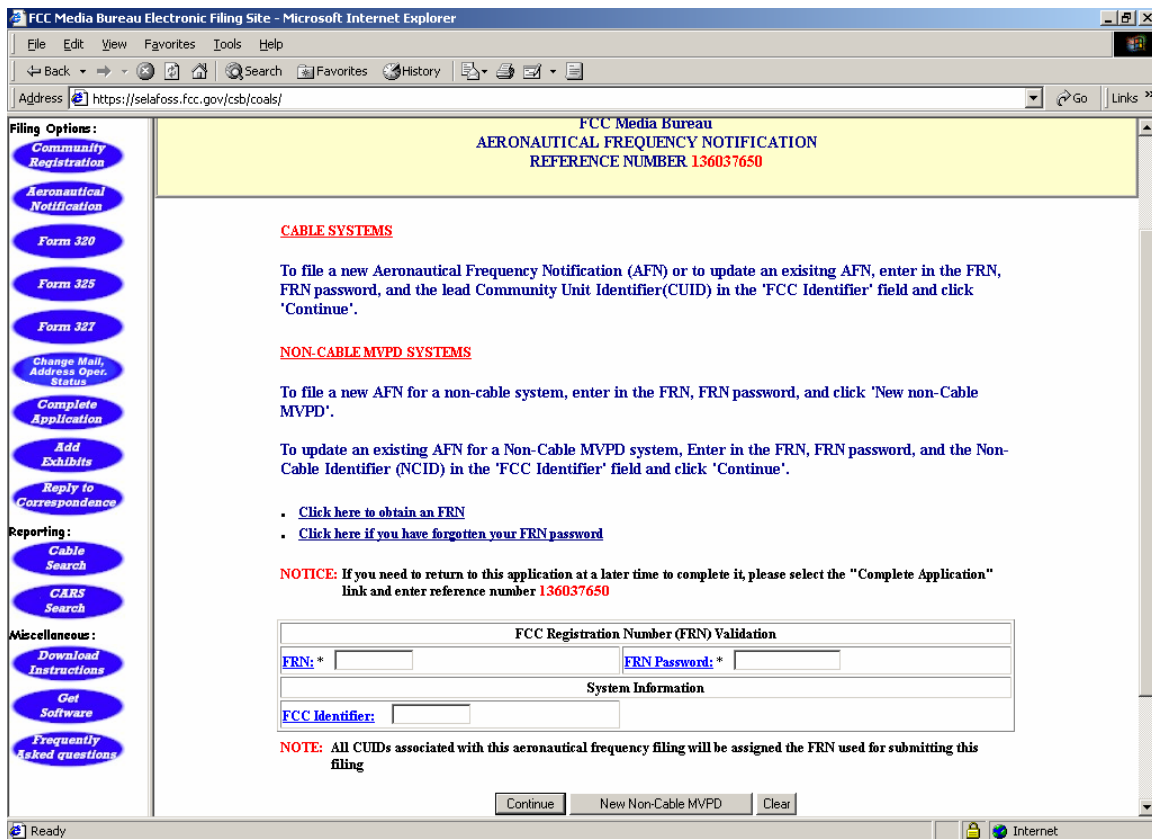 FCC Media Bureau Electronic Filing Site - Microsoft Internet Explorer
File Edit View Favorites Tools Help
Back Search Favorites History
Address https://selafoss.fcc.gov/csb/coals/ Go Links »
Filing Options:
Community
Registration
Aeronautical
Notification
Form 320
Form 325
Form 327
Change Mail,
Address Oper.
Status
Complete
Application
Add
Exhibits
Reply to
Correspondence
Reporting:
Cable
Search
CARS
Search
Miscellaneous:
Download
Instructions
Get
Software
Frequently
Asked questions
FCC Media Bureau
AERONAUTICAL FREQUENCY NOTIFICATION
REFERENCE NUMBER 136037650
CABLE SYSTEMS
To file a new Aeronautical Frequency Notification (AFN) or to update an exisitng AFN, enter in the FRN,
FRN password, and the lead Community Unit Identifier(CUID) in the 'FCC Identifier' field and click
'Continue'.
NON-CABLE MVPD SYSTEMS
To file a new AFN for a non-cable system, enter in the FRN, FRN password, and click 'New non-Cable
MVPD'.
To update an existing AFN for a Non-Cable MVPD system, Enter in the FRN, FRN password, and the Non-
Cable Identifier (NCID) in the 'FCC Identifier' field and click 'Continue'.
. Click here to obtain an FRN
. Click here if you have forgotten your FRN password
NOTICE: If you need to return to this application at a later time to complete it, please select the "Complete Application"
link and enter reference number 136037650
FCC Registration Number (FRN) Validation
FRN: * FRN Password: *
System Information
FCC Identifier:
NOTE: All CUIDs associated with this aeronautical frequency filing will be assigned the FRN used for submitting this
filing
Continue New Non-Cable MVPD Clear
Ready Internet